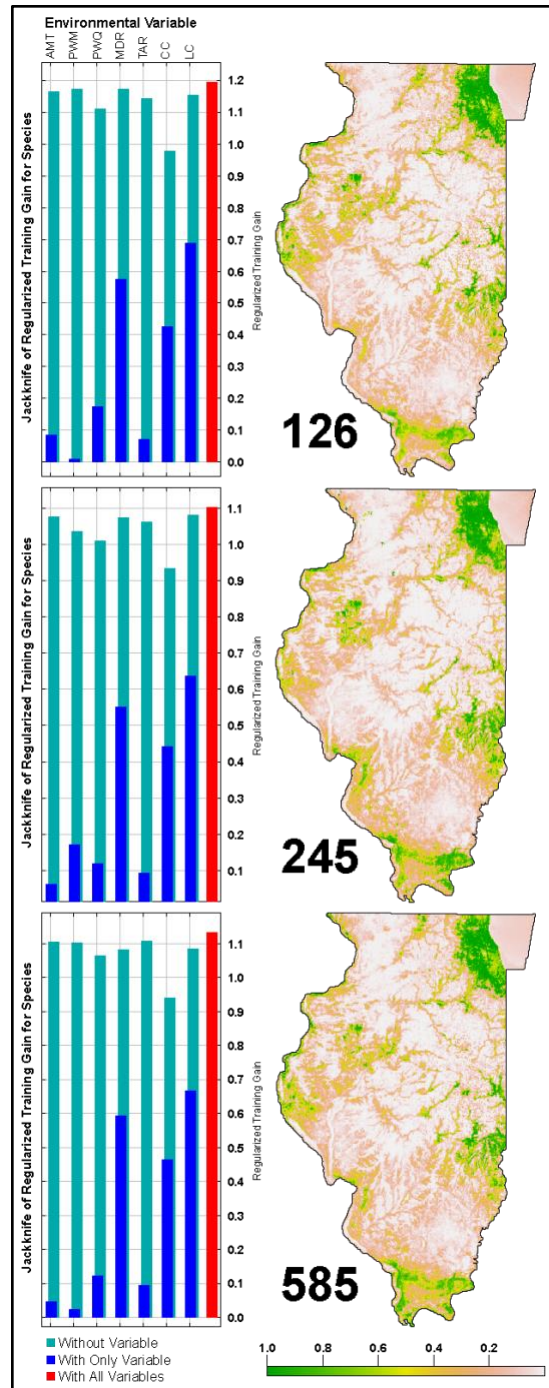 Environmental Variable
AMT
PWM
PWQ
MDR
TAR
CC
LC
Jackknife of Regularized Training Gain for Species
1.2
1.1
1.0
0.9
0.8
0.7
0.6
0.5
0.4
0.3
0.2
0.1
0.0
Regularized Training Gain
126
Jackknife of Regularized Training Gain for Species
1.1
1.0
0.9
0.8
0.7
0.6
0.5
0.4
0.3
0.2
0.1
Regularized Training Gain
245
Jackknife of Regularized Training Gain for Species
1.1
1.0
0.9
0.8
0.7
0.6
0.5
0.4
0.3
0.2
0.1
0.0
Regularized Training Gain
585
Without Variable
With Only Variable
With All Variables
1.0 0.8 0.6 0.4 0.2